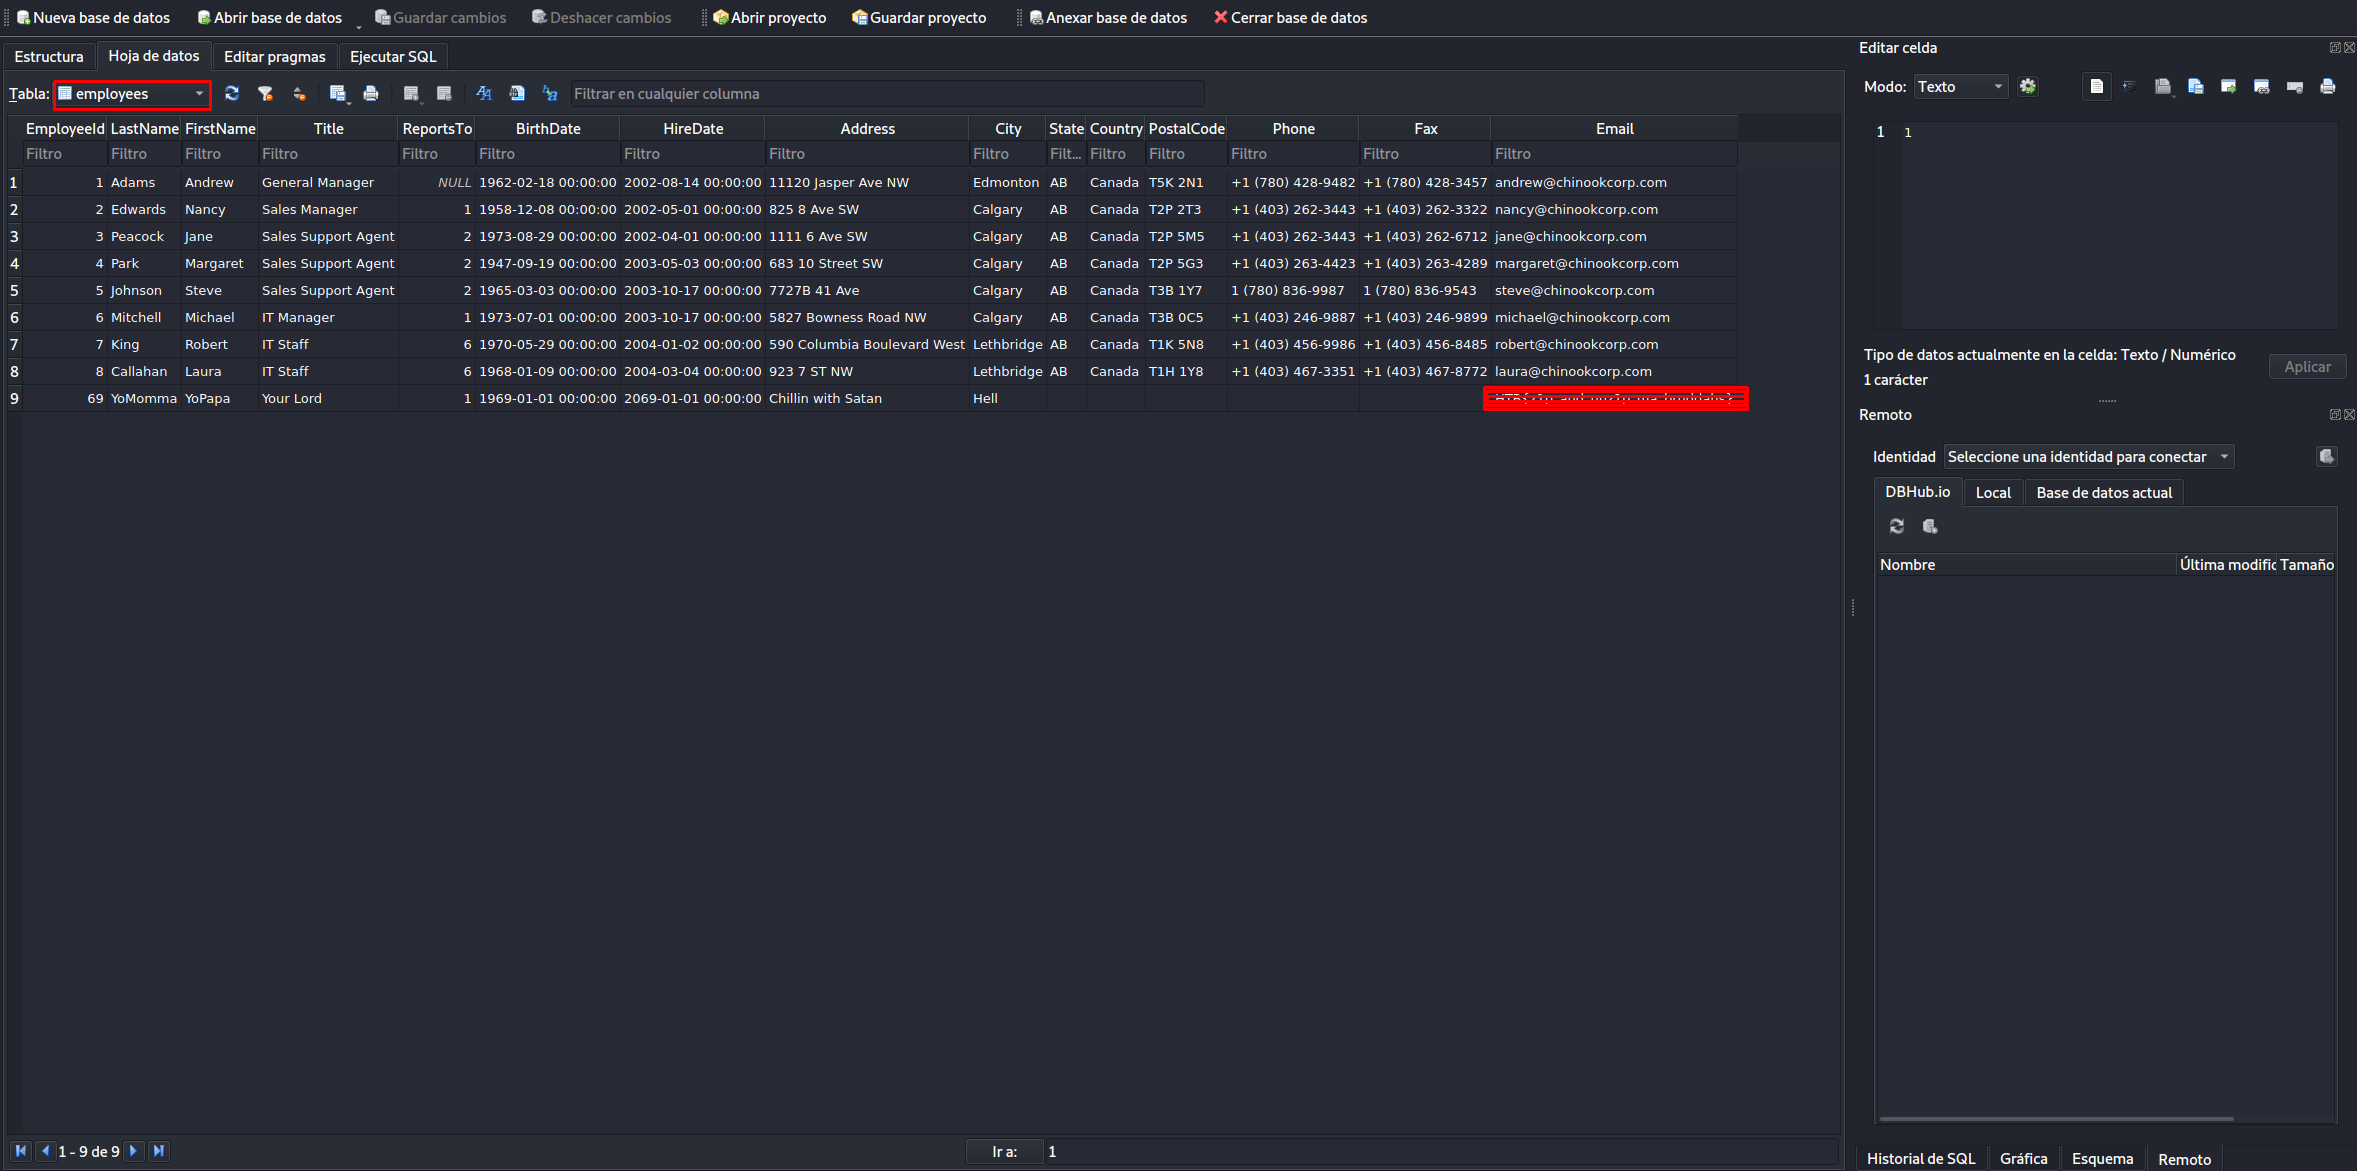 Nueva base de datos Abrir base de datos Guardar cambios Deshacer cambios Abrir proyecto Guardar proyecto Anexar base de datos Cerrar base de datos
Estructura Hoja de datos Editar pragmas Ejecutar SQL
Tabla: employees Filtrar en cualquier columna
EmployeeId LastName FirstName Title ReportsTo BirthDate HireDate Address City State Country PostalCode Phone Fax Email
Filtro Filtro Filtro Filtro Filtro Filtro Filtro Filtro Filtro Filt... Filtro Filtro Filtro Filtro Filtro
1 1 Adams Andrew General Manager NULL 1962-02-18 00:00:00 2002-08-14 00:00:00 11120 Jasper Ave NW Edmonton AB Canada T5K 2N1 +1 (780) 428-9482 +1 (780) 428-3457 andrew@chinookcorp.com
2 2 Edwards Nancy Sales Manager 1 1958-12-08 00:00:00 2002-05-01 00:00:00 825 8 Ave SW Calgary AB Canada T2P 2T3 +1 (403) 262-3443 +1 (403) 262-3322 nancy@chinookcorp.com
3 3 Peacock Jane Sales Support Agent 2 1973-08-29 00:00:00 2002-04-01 00:00:00 1111 6 Ave SW Calgary AB Canada T2P 5M5 +1 (403) 262-3443 +1 (403) 262-6712 jane@chinookcorp.com
4 4 Park Margaret Sales Support Agent 2 1947-09-19 00:00:00 2003-05-03 00:00:00 683 10 Street SW Calgary AB Canada T2P 5G3 +1 (403) 263-4423 +1 (403) 263-4289 margaret@chinookcorp.com
5 5 Johnson Steve Sales Support Agent 2 1965-03-03 00:00:00 2003-10-17 00:00:00 7727B 41 Ave Calgary AB Canada T3B 1Y7 1 (780) 836-9987 1 (780) 836-9543 steve@chinookcorp.com
6 6 Mitchell Michael IT Manager 1 1973-07-01 00:00:00 2003-10-17 00:00:00 5827 Bowness Road NW Calgary AB Canada T3B 0C5 +1 (403) 246-9887 +1 (403) 246-9899 michael@chinookcorp.com
7 7 King Robert IT Staff 6 1970-05-29 00:00:00 2004-01-02 00:00:00 590 Columbia Boulevard West Lethbridge AB Canada T1K 5N8 +1 (403) 456-9986 +1 (403) 456-8485 robert@chinookcorp.com
8 8 Callahan Laura IT Staff 6 1968-01-09 00:00:00 2004-03-04 00:00:00 923 7 ST NW Lethbridge AB Canada T1H 1Y8 +1 (403) 467-3351 +1 (403) 467-8772 laura@chinookcorp.com
9 69 YoMomma YoPapa Your Lord 1 1969-01-01 00:00:00 2069-01-01 00:00:00 Chillin with Satan Hell
1 - 9 de 9 Ir a: 1
Editar celda
Modo: Texto
1 1
Tipo de datos actualmente en la celda: Texto / Numérico
1 carácter
Aplicar
Remoto
Identidad Seleccione una identidad para conectar
DBHub.io Local Base de datos actual
Nombre Última modific Tamaño
Historial de SQL Gráfica Esquema Remoto